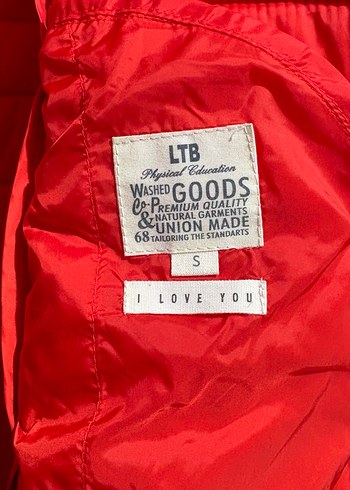 LTB
Physical Education
WASHED GOODS
Co-PREMIUM QUALITY
& NATURAL GARMENTS
UNION MADE
68 TAILORING THE STANDARTS
S
I LOVE YOU